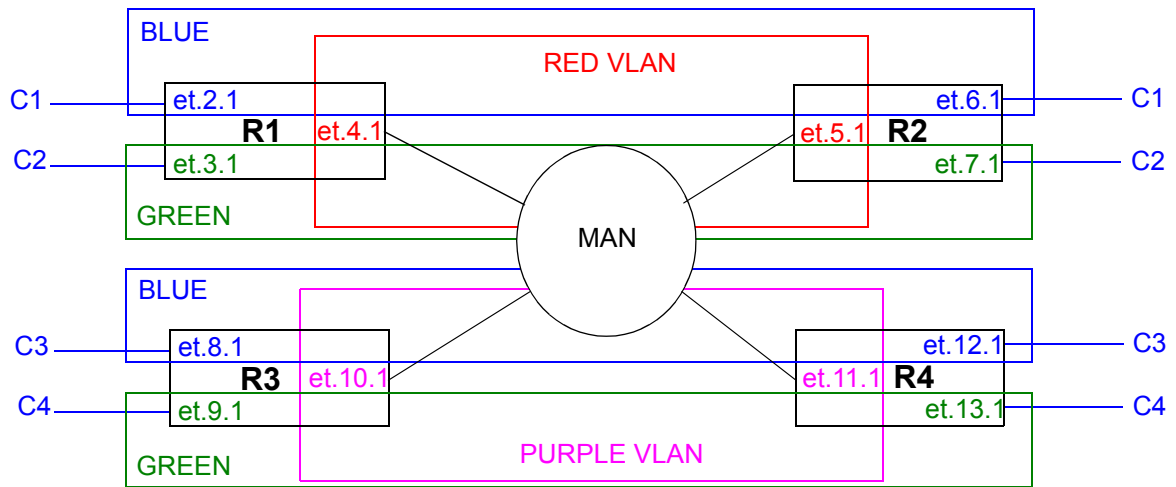 BLUE
RED VLAN
C1 et.2.1 et.6.1 C1
R1 et.4.1 et.5.1 R2
C2 et.3.1 et.7.1 C2
GREEN
MAN
BLUE
C3 et.8.1 et.12.1 C3
R3 et.10.1 et.11.1 R4
C4 et.9.1 et.13.1 C4
PURPLE VLAN
GREEN